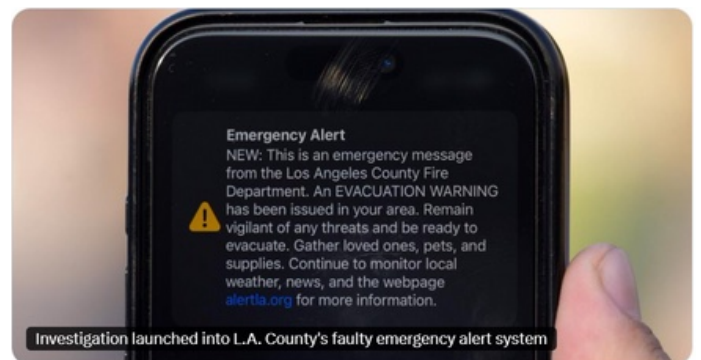 Emergency Alert
NEW: This is an emergency message
from the Los Angeles County Fire
Department. An EVACUATION WARNING
has been issued in your area. Remain
vigilant of any threats and be ready to
evacuate. Gather loved ones, pets, and
supplies. Continue to monitor local
weather, news, and the webpage
alertla.org for more information.
Investigation launched into L.A. County's faulty emergency alert system